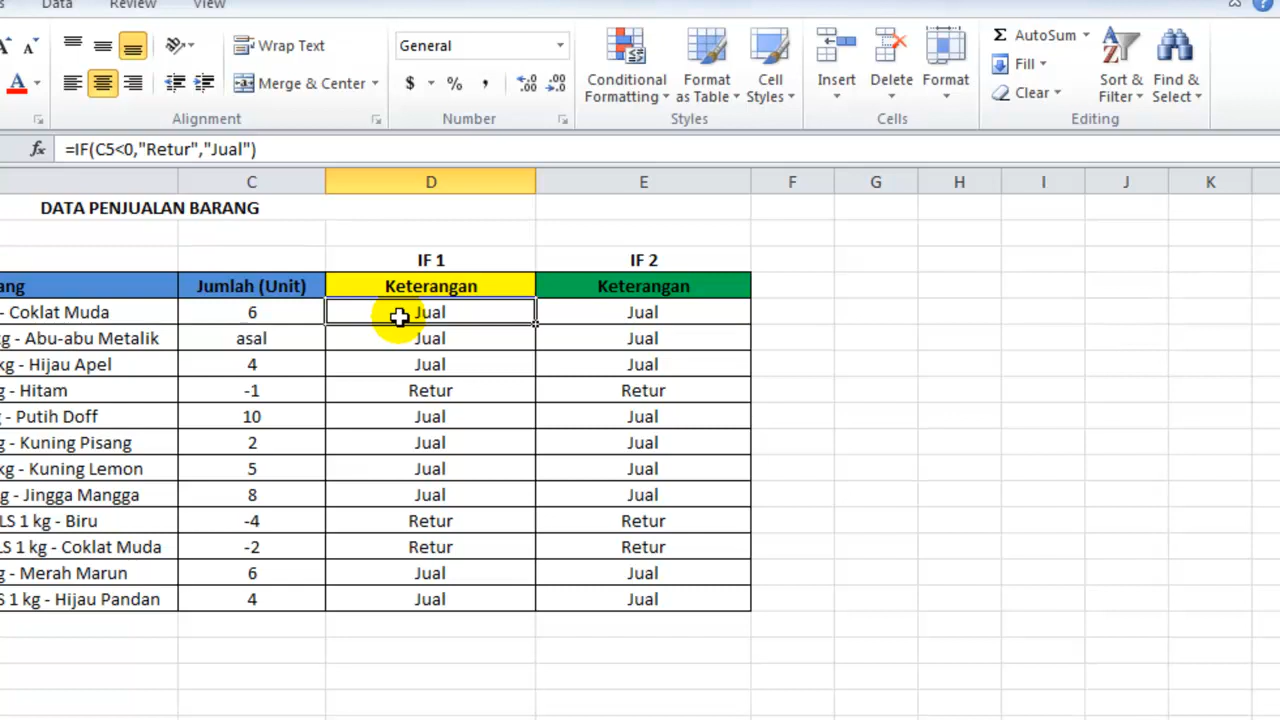 Data Review View
A A Wrap Text General Conditional Formatting Format as Table Cell Styles Insert Delete Format AutoSum Fill Clear Sort & Filter Find & Select
A Merge & Center $ % ,
Alignment Number Styles Cells Editing
fx =IF(C5<0,"Retur","Jual")
C D E F G H I J K
DATA PENJUALAN BARANG
IF 1 IF 2
ang Jumlah (Unit) Keterangan Keterangan
- Coklat Muda 6 Jual Jual
kg - Abu-abu Metalik asal Jual Jual
kg - Hijau Apel 4 Jual Jual
g - Hitam -1 Retur Retur
- Putih Doff 10 Jual Jual
g - Kuning Pisang 2 Jual Jual
kg - Kuning Lemon 5 Jual Jual
g - Jingga Mangga 8 Jual Jual
LS 1 kg - Biru -4 Retur Retur
LS 1 kg - Coklat Muda -2 Retur Retur
g - Merah Marun 6 Jual Jual
S 1 kg - Hijau Pandan 4 Jual Jual